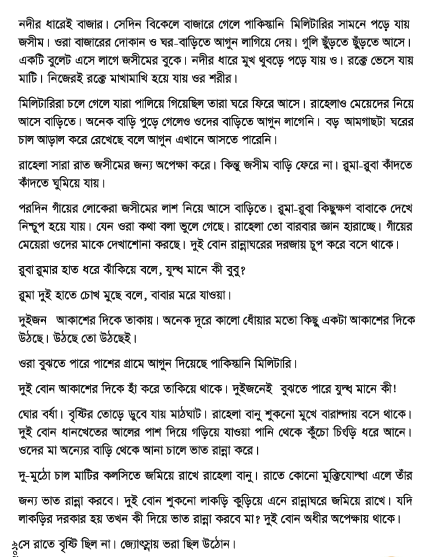 নদীর ধারেই বাজার। সেদিন বিকেলে বাজারে গেলে পাকিস্তানি মিলিটারির সামনে পড়ে যায়
জসীম। ওরা বাজারের দোকান ও ঘর-বাড়িতে আগুন লাগিয়ে দেয়। গুলি ছুঁড়তে ছুঁড়তে আসে।
একটি বুলেট এসে লাগে জসীমের বুকে। নদীর ধারে মুখ থুবড়ে পড়ে যায় ও। রক্তে ভেসে যায়
মাটি। নিজেরই রক্তে মাখামাখি হয়ে যায় ওর শরীর।
মিলিটারিরা চলে গেলে যারা পালিয়ে গিয়েছিল তারা ঘরে ফিরে আসে। রাহেলাও মেয়েদের নিয়ে
আসে বাড়িতে। অনেক বাড়ি পুড়ে গেলেও ওদের বাড়িতে আগুন লাগেনি। বড় আমগাছটা ঘরের
চাল আড়াল করে রেখেছে বলে আগুন এখানে আসতে পারেনি।
রাহেলা সারা রাত জসীমের জন্য অপেক্ষা করে। কিন্তু জসীম বাড়ি ফেরে না। রুমা-রুবা কাঁদতে
কাঁদতে ঘুমিয়ে যায়।
পরদিন গাঁয়ের লোকেরা জসীমের লাশ নিয়ে আসে বাড়িতে। রুমা-রুবা কিছুক্ষণ বাবাকে দেখে
নিশ্চুপ হয়ে যায়। যেন ওরা কথা বলা ভুলে গেছে। রাহেলা তো বারবার জ্ঞান হারাচ্ছে। গাঁয়ের
মেয়েরা ওদের মাকে দেখাশোনা করছে। দুই বোন রান্নাঘরের দরজায় চুপ করে বসে থাকে।
রুবা রুমার হাত ধরে ঝাঁকিয়ে বলে, যুদ্ধ মানে কী বুবু?
রুমা দুই হাতে চোখ মুছে বলে, বাবার মরে যাওয়া।
দুইজন আকাশের দিকে তাকায়। অনেক দূরে কালো ধোঁয়ার মতো কিছু একটা আকাশের দিকে
উঠছে। উঠছে তো উঠছেই।
ওরা বুঝতে পারে পাশের গ্রামে আগুন দিয়েছে পাকিস্তানি মিলিটারি।
দুই বোন আকাশের দিকে হাঁ করে তাকিয়ে থাকে। দুইজনেই বুঝতে পারে যুদ্ধ মানে কী!
ঘোর বর্ষা। বৃষ্টির তোড়ে ডুবে যায় মাঠঘাট। রাহেলা বানু শুকনো মুখে বারান্দায় বসে থাকে।
দুই বোন ধানখেতের আলের পাশ দিয়ে গড়িয়ে যাওয়া পানি থেকে কুঁচো চিংড়ি ধরে আনে।
ওদের মা অন্যের বাড়ি থেকে আনা চালে ভাত রান্না করে।
দু-মুঠো চাল মাটির কলসিতে জমিয়ে রাখে রাহেলা বানু। রাতে কোনো মুক্তিযোদ্ধা এলে তাঁর
জন্য ভাত রান্না করবে। দুই বোন শুকনো লাকড়ি কুড়িয়ে এনে রান্নাঘরে জমিয়ে রাখে। যদি
লাকড়ির দরকার হয় তখন কী দিয়ে ভাত রান্না করবে মা? দুই বোন অধীর অপেক্ষায় থাকে।
সে রাতে বৃষ্টি ছিল না। জ্যোৎস্নায় ভরা ছিল উঠোন।